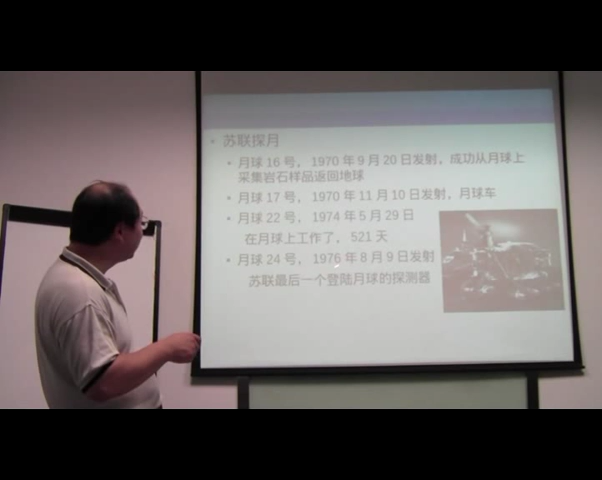 苏联探月
月球 16 号， 1970 年 9 月 20 日发射，成功从月球上
采集岩石样品返回地球
月球 17 号， 1970 年 11 月 10 日发射，月球车
月球 22 号， 1974 年 5 月 29 日
在月球上工作了， 521 天
月球 24 号， 1976 年 8 月 9 日发射
苏联最后一个登陆月球的探测器